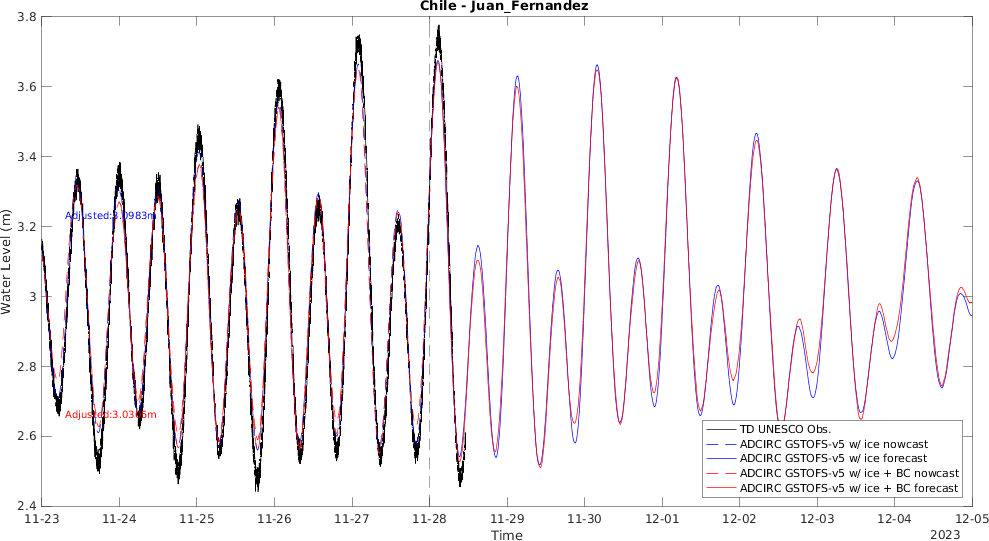 Chile - Juan_Fernandez
Water Level (m)
3.8
3.6
3.4
3.2
3
2.8
2.6
2.4
Adjusted:3.0983m
TD UNESCO Obs.
ADCIRC GSTOFS-v5 w/ ice nowcast
ADCIRC GSTOFS-v5 w/ ice forecast
ADCIRC GSTOFS-v5 w/ ice + BC nowcast
ADCIRC GSTOFS-v5 w/ ice + BC forecast
11-23
11-24
11-25
11-26
11-27
11-28
11-29
11-30
12-01
12-02
12-03
12-04
12-05
Time
2023